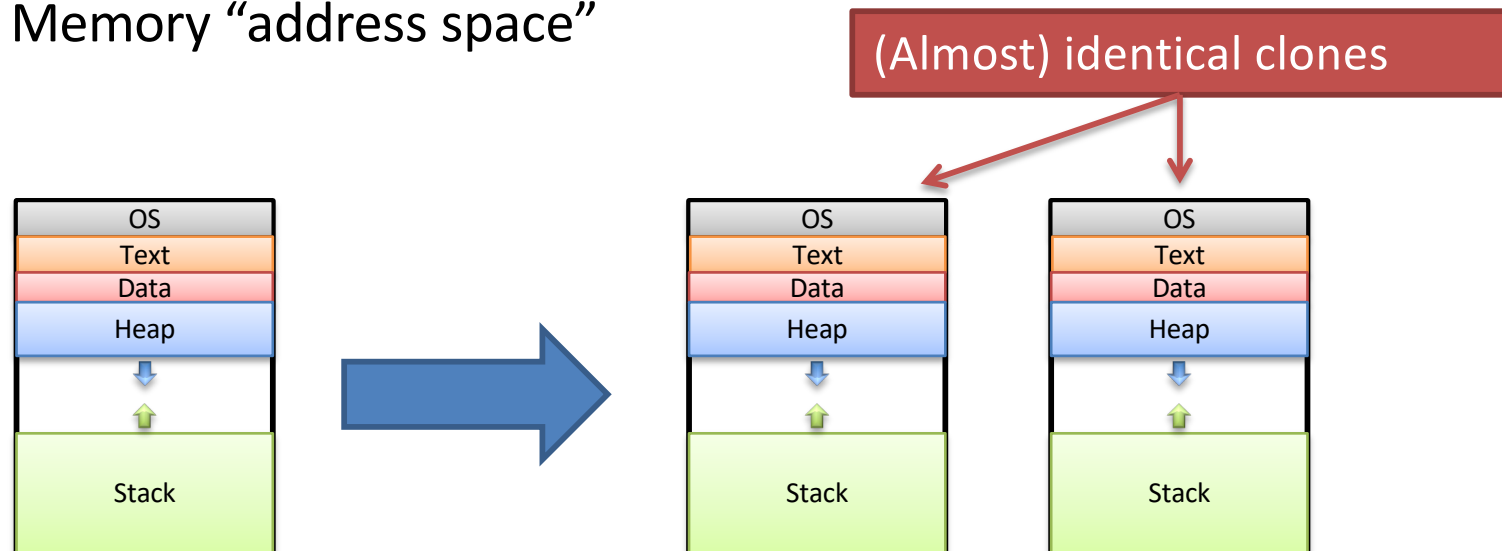 Memory “address space”
(Almost) identical clones
OS
Text
Data
Heap
Stack
OS
Text
Data
Heap
Stack
OS
Text
Data
Heap
Stack